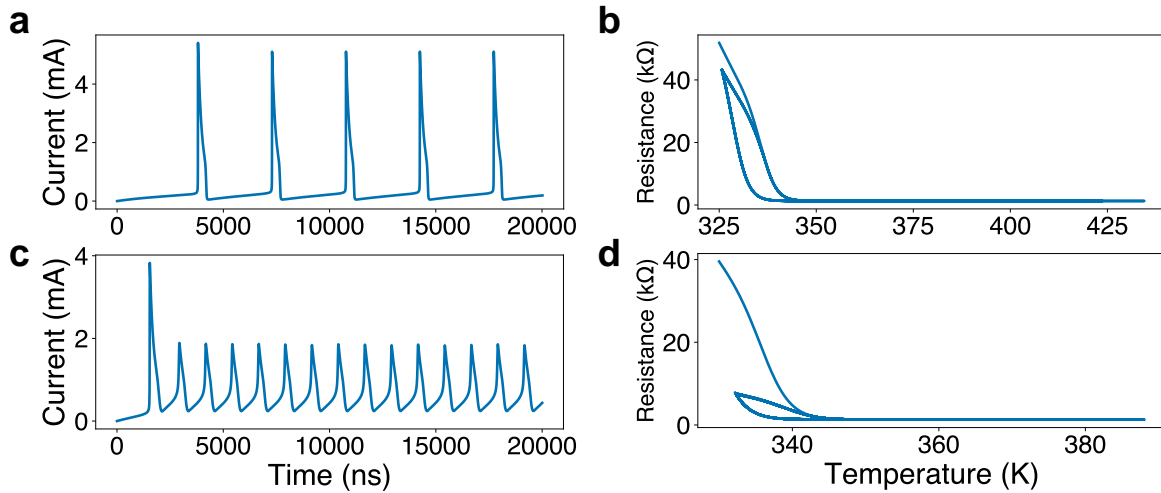 a
Current (mA)
4
2
0
0 5000 10000 15000 20000
b
Resistance (kΩ)
40
20
0
325 350 375 400 425
c
Current (mA)
4
2
0
0 5000 10000 15000 20000
Time (ns)
d
Resistance (kΩ)
40
20
0
340 360 380
Temperature (K)